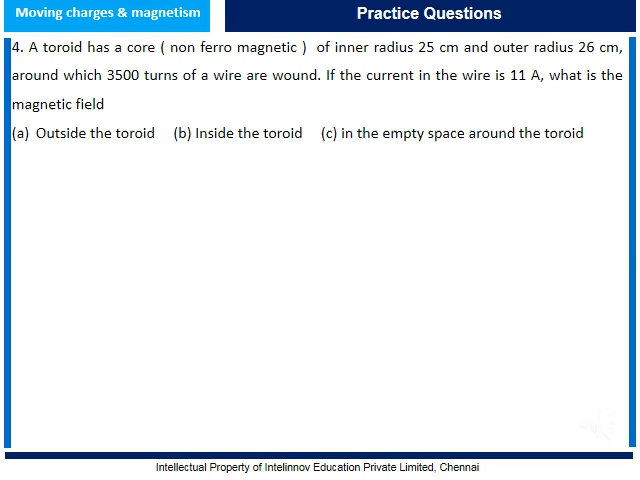 Moving charges & magnetism
Practice Questions
4. A toroid has a core ( non ferro magnetic ) of inner radius 25 cm and outer radius 26 cm,
around which 3500 turns of a wire are wound. If the current in the wire is 11 A, what is the
magnetic field
(a) Outside the toroid (b) Inside the toroid (c) in the empty space around the toroid
Intellectual Property of Intelinnov Education Private Limited, Chennai